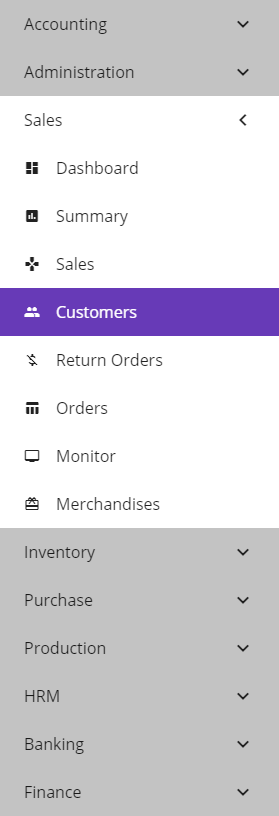 Accounting
Administration
Sales
Dashboard
Summary
Sales
Customers
Return Orders
Orders
Monitor
Merchandises
Inventory
Purchase
Production
HRM
Banking
Finance